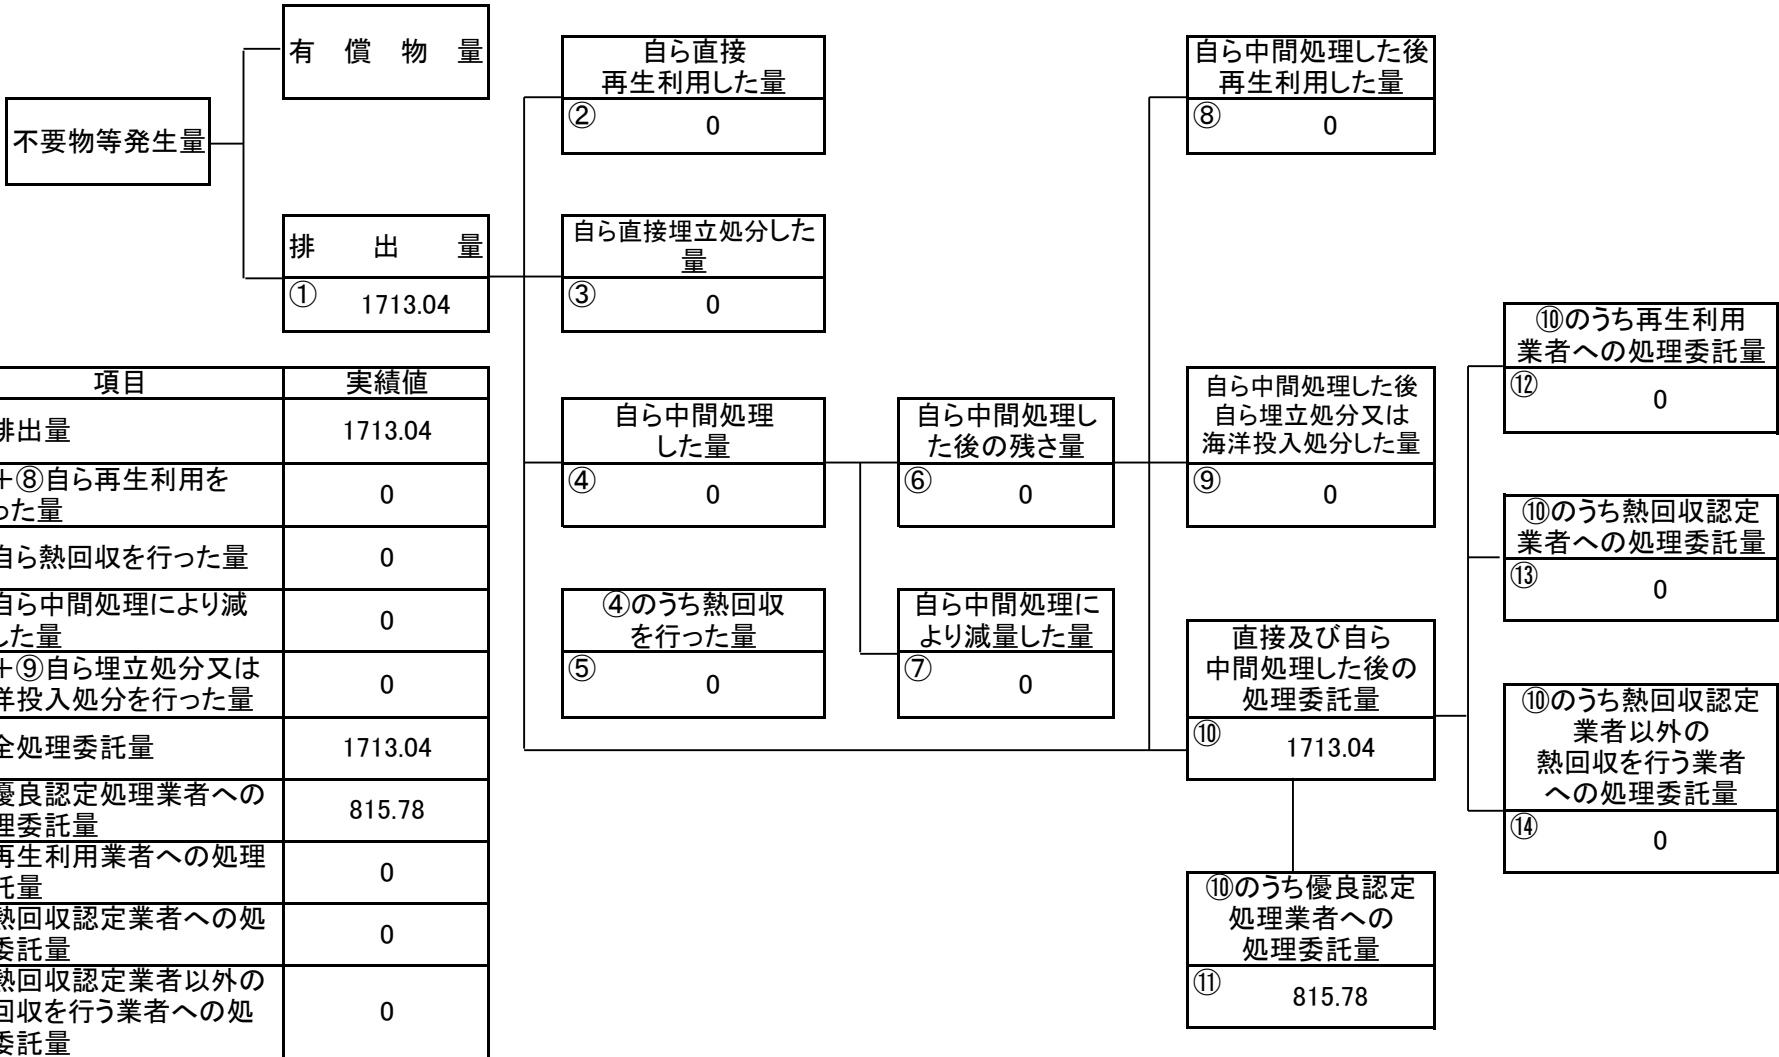 有 償 物 量
不要物等発生量
排 出 量
① 1713.04
自ら直接
再生利用した量
② 0
自ら直接埋立処分した
量
③ 0
自ら中間処理
した量
④ 0
④のうち熱回収
を行った量
⑤ 0
自ら中間処理し
た後の残さ量
⑥ 0
自ら中間処理に
より減量した量
⑦ 0
自ら中間処理した後
再生利用した量
⑧ 0
自ら中間処理した後
自ら埋立処分又は
海洋投入処分した量
⑨ 0
直接及び自ら
中間処理した後の
処理委託量
⑩ 1713.04
⑩のうち優良認定
処理業者への
処理委託量
⑪ 815.78
⑩のうち再生利用
業者への処理委託量
⑫ 0
⑩のうち熱回収認定
業者への処理委託量
⑬ 0
⑩のうち熱回収認定
業者以外の
熱回収を行う業者
への処理委託量
⑭ 0
項目 実績値
排出量 1713.04
+⑧自ら再生利用を
った量 0
自ら熱回収を行った量 0
自ら中間処理により減
した量 0
+⑨自ら埋立処分又は
洋投入処分を行った量 0
全処理委託量 1713.04
優良認定処理業者への
理委託量 815.78
再生利用業者への処理
託量 0
熱回収認定業者への処
委託量 0
熱回収認定業者以外の
回収を行う業者への処
委託量 0